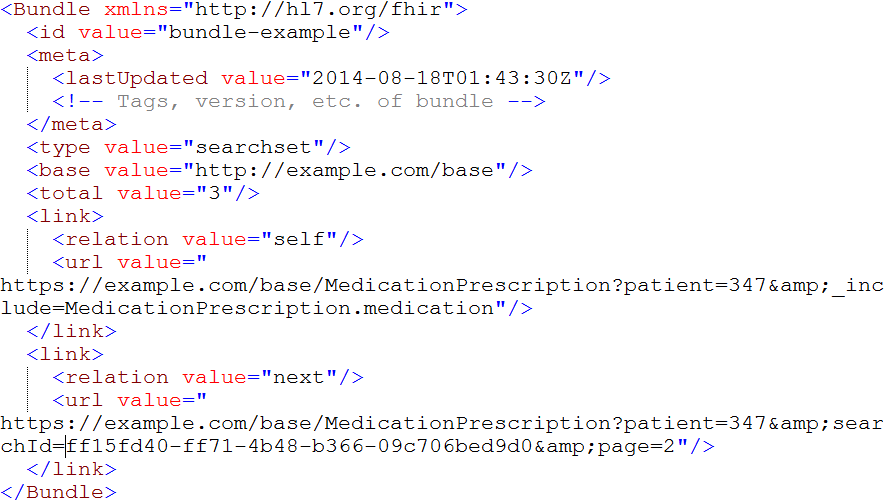 <Bundle xmlns="http://hl7.org/fhir">
<id value="bundle-example"/>
<meta>
<lastUpdated value="2014-08-18T01:43:30Z"/>
<!-- Tags, version, etc. of bundle -->
</meta>
<type value="searchset"/>
<base value="http://example.com/base"/>
<total value="3"/>
<link>
<relation value="self"/>
<url value="
https://example.com/base/MedicationPrescription?patient=347&amp;_inc
lude=MedicationPrescription.medication"/>
</link>
<link>
<relation value="next"/>
<url value="
https://example.com/base/MedicationPrescription?patient=347&amp;sear
chId=ff15fd40-ff71-4b48-b366-09c706bed9d0&amp;page=2"/>
</link>
</Bundle>